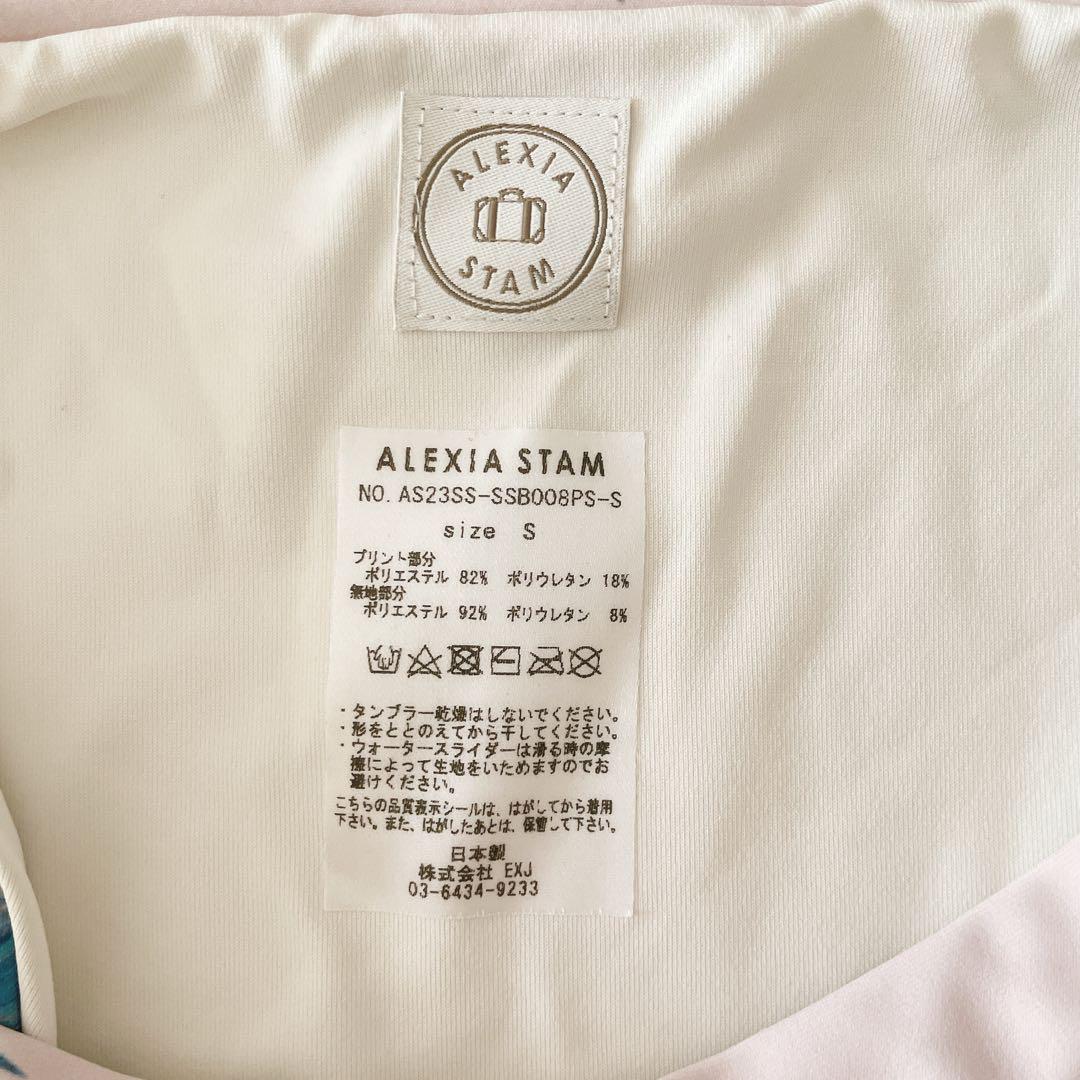 ALEXIA
STAM
ALEXIA STAM
NO. AS23SS-SSB008PS-S
size S
プリント部分
ポリエステル 82% ポリウレタン 18%
無地部分
ポリエステル 92% ポリウレタン 8%
・タンブラー乾燥はしないでください。
・形をととのえてから干してください。
・ウォータースライダーは滑る時の摩
擦によって生地をいためますのでお
避けください。
こちらの品質表示シールは、はがしてから着用
下さい。また、はがしたあとは、保管して下さい。
日本製
株式会社 EXJ
03-6434-9233